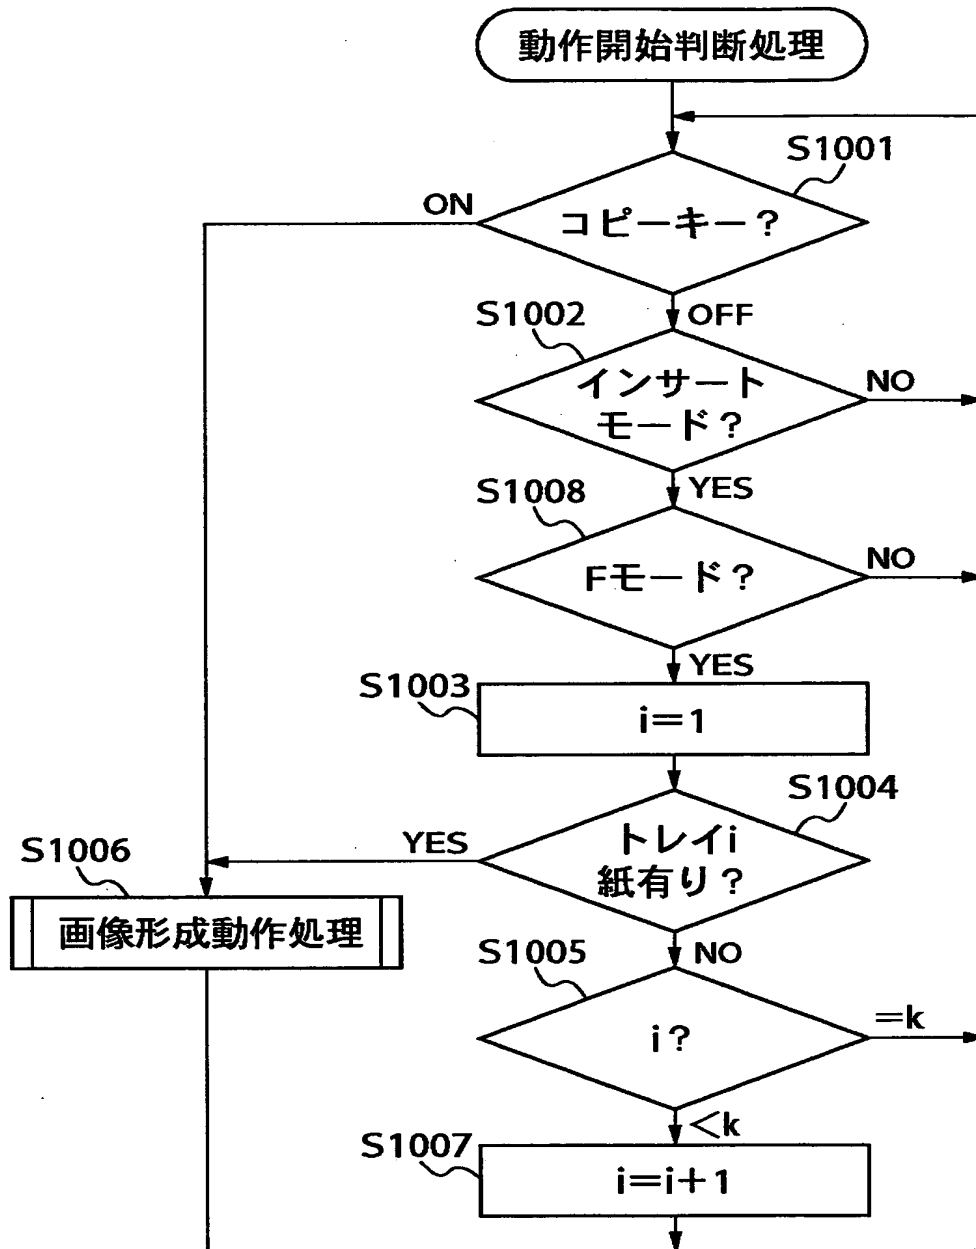 動作開始判断処理
S1001
ON
コピーキー？
OFF
S1002
インサート
モード？
NO
YES
S1008
Fモード？
NO
YES
S1003
i＝1
S1004
YES
トレイi
紙有り？
S1006
画像形成動作処理
NO
S1005
i？
＝k
＜k
S1007
i＝i＋1